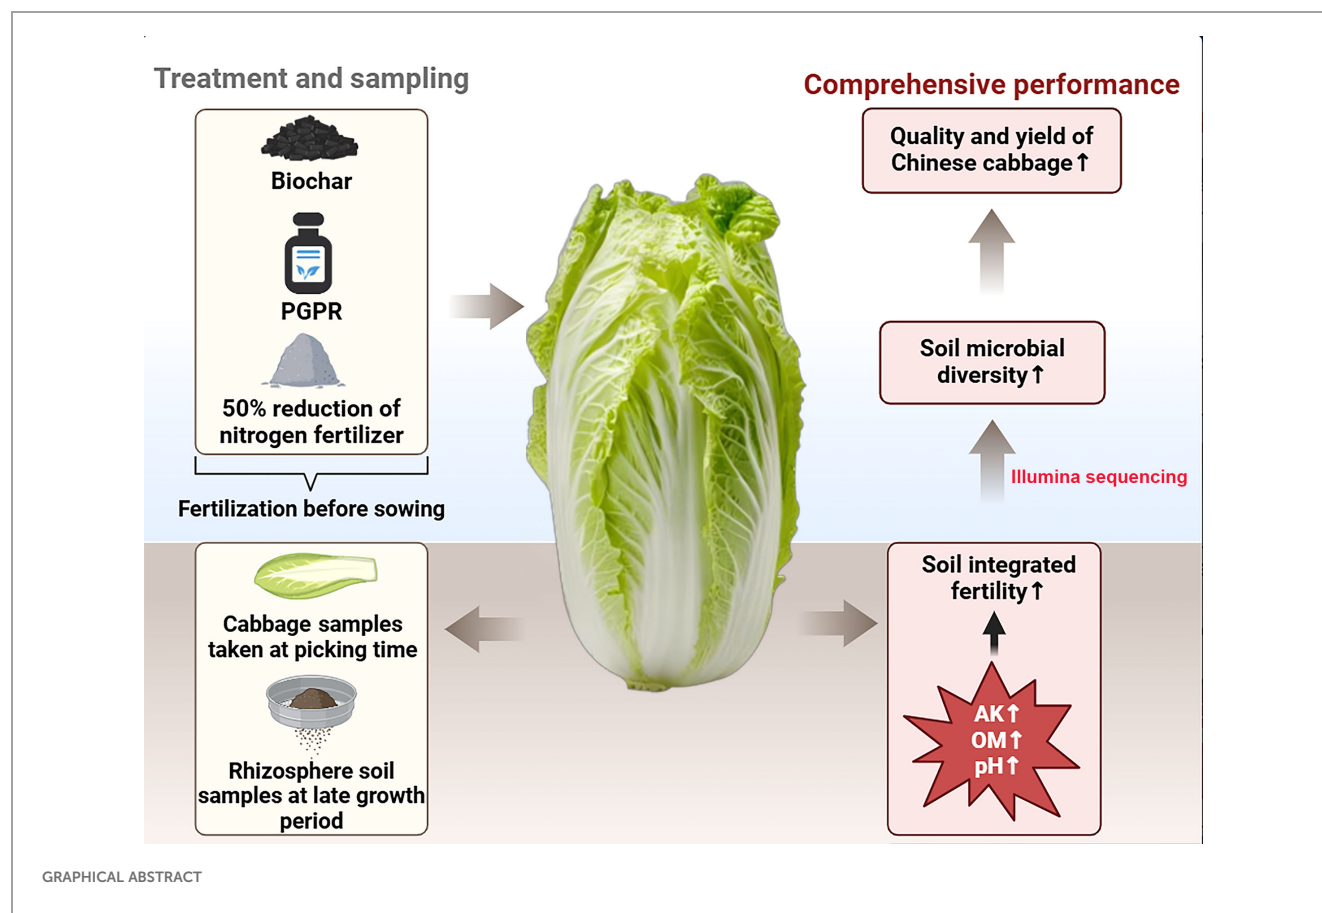 Treatment and sampling
Biochar
PGPR
50% reduction of
nitrogen fertilizer
Fertilization before sowing
Cabbage samples
taken at picking time
Rhizosphere soil
samples at late growth
period
Comprehensive performance
Quality and yield of
Chinese cabbage↑
Soil microbial
diversity↑
Illumina sequencing
Soil integrated
fertility↑
AK↑
OM↑
pH↑
GRAPHICAL ABSTRACT